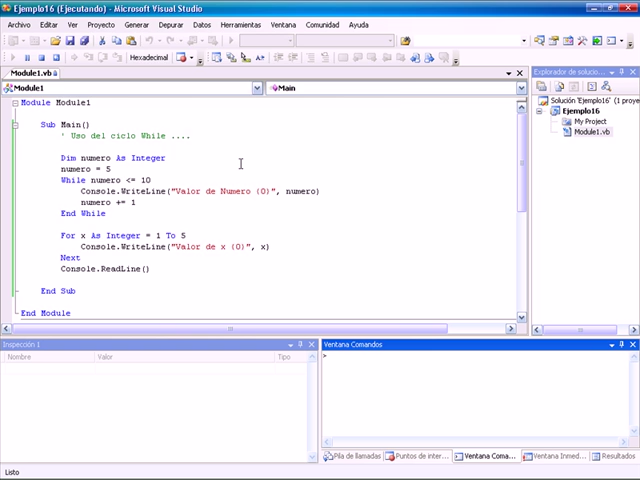 Ejemplo16 (Ejecutando) - Microsoft Visual Studio
Archivo Editar Ver Proyecto Generar Depurar Datos Herramientas Ventana Comunidad Ayuda
Hexadecimal
Module1.vb
Explorador de solucio...
Module1 Main
Module Module1
Sub Main()
' Uso del ciclo While ....
Dim numero As Integer
numero = 5
While numero <= 10
Console.WriteLine("Valor de Numero {0}", numero)
numero += 1
End While
For x As Integer = 1 To 5
Console.WriteLine("Valor de x {0}", x)
Next
Console.ReadLine()
End Sub
End Module
Solución 'Ejemplo16' (1 proye
Ejemplo16
My Project
Module1.vb
Inspección 1
Nombre Valor Tipo
Ventana Comandos
>
Pila de llamadas Puntos de inter... Ventana Coma... Ventana Inmed... Resultados
Listo